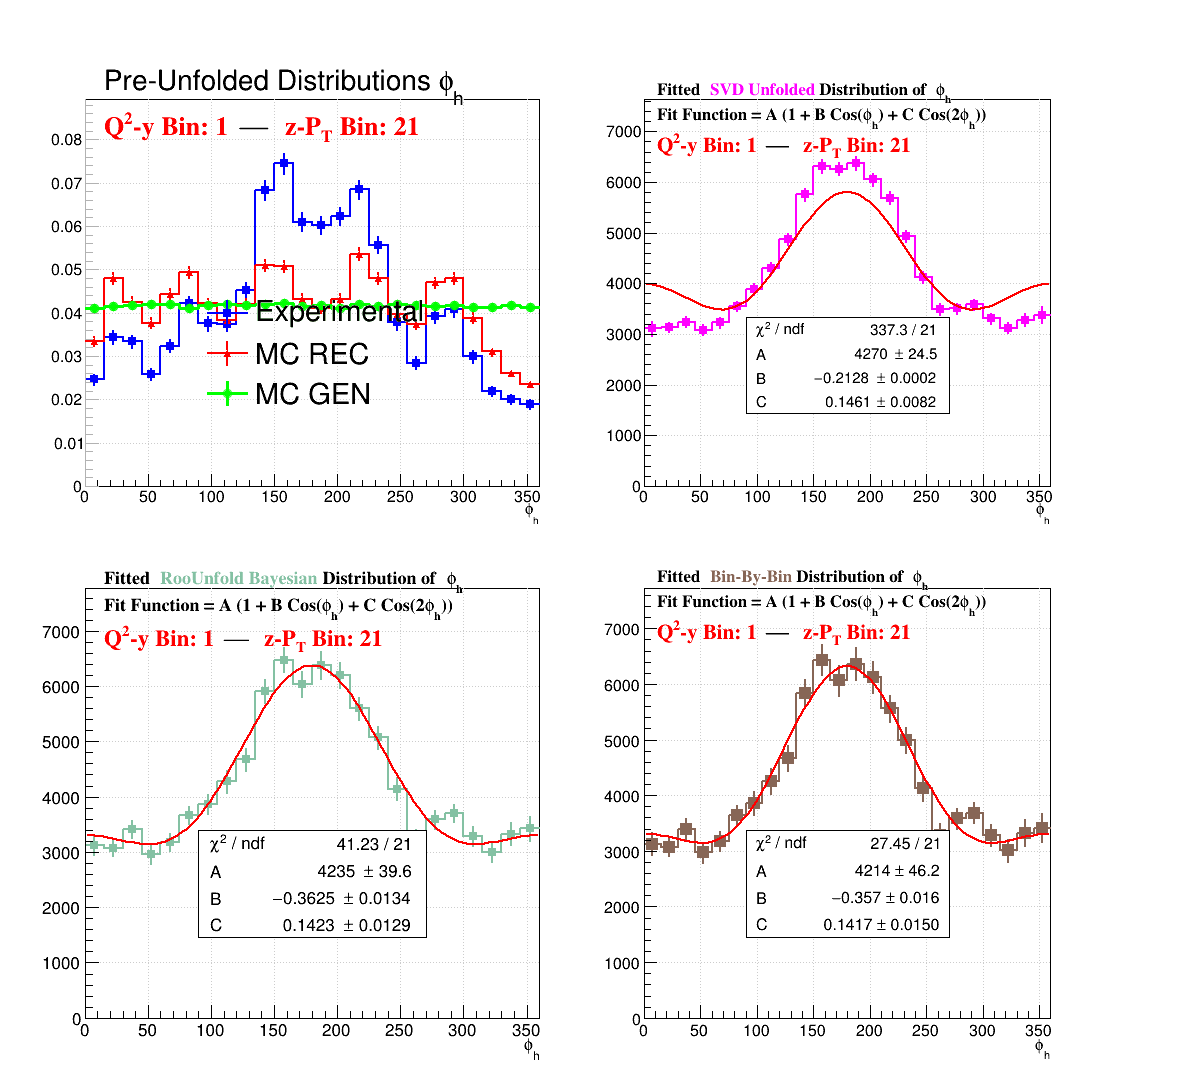 Pre-Unfolded Distributions ϕh
Q2-y Bin: 1 — z-PT Bin: 21
0.08
0.07
0.06
0.05
0.04
0.03
0.02
0.01
0
Experimental
MC REC
MC GEN
0 50 100 150 200 250 300 350
ϕh
Fitted SVD Unfolded Distribution of ϕh
Fit Function = A (1 + B Cos(ϕh) + C Cos(2ϕh))
Q2-y Bin: 1 — z-PT Bin: 21
7000
6000
5000
4000
3000
2000
1000
0
χ2 / ndf 337.3 / 21
A 4270 ± 24.5
B −0.2128 ± 0.0002
C 0.1461 ± 0.0082
0 50 100 150 200 250 300 350
ϕh
Fitted RooUnfold Bayesian Distribution of ϕh
Fit Function = A (1 + B Cos(ϕh) + C Cos(2ϕh))
Q2-y Bin: 1 — z-PT Bin: 21
7000
6000
5000
4000
3000
2000
1000
0
χ2 / ndf 41.23 / 21
A 4235 ± 39.6
B −0.3625 ± 0.0134
C 0.1423 ± 0.0129
0 50 100 150 200 250 300 350
ϕh
Fitted Bin-By-Bin Distribution of ϕh
Fit Function = A (1 + B Cos(ϕh) + C Cos(2ϕh))
Q2-y Bin: 1 — z-PT Bin: 21
7000
6000
5000
4000
3000
2000
1000
0
χ2 / ndf 27.45 / 21
A 4214 ± 46.2
B −0.357 ± 0.016
C 0.1417 ± 0.0150
0 50 100 150 200 250 300 350
ϕh